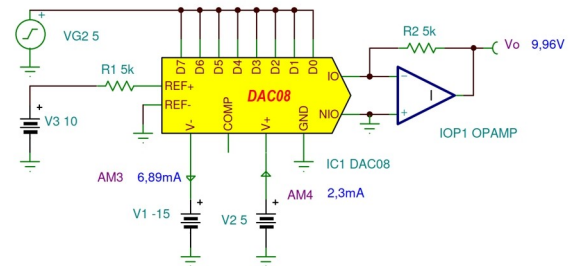 VG2 5
D7 D6 D5 D4 D3 D2 D1 D0
R2 5k
Vo 9,96V
R1 5k
REF+
REF-
DAC08
IO
NIO
V-
COMP
V+
GND
-
+
I
IOP1 OPAMP
+
V3 10
IC1 DAC08
AM3 6,89mA
AM4
2,3mA
+
V1 -15
+
V2 5
+